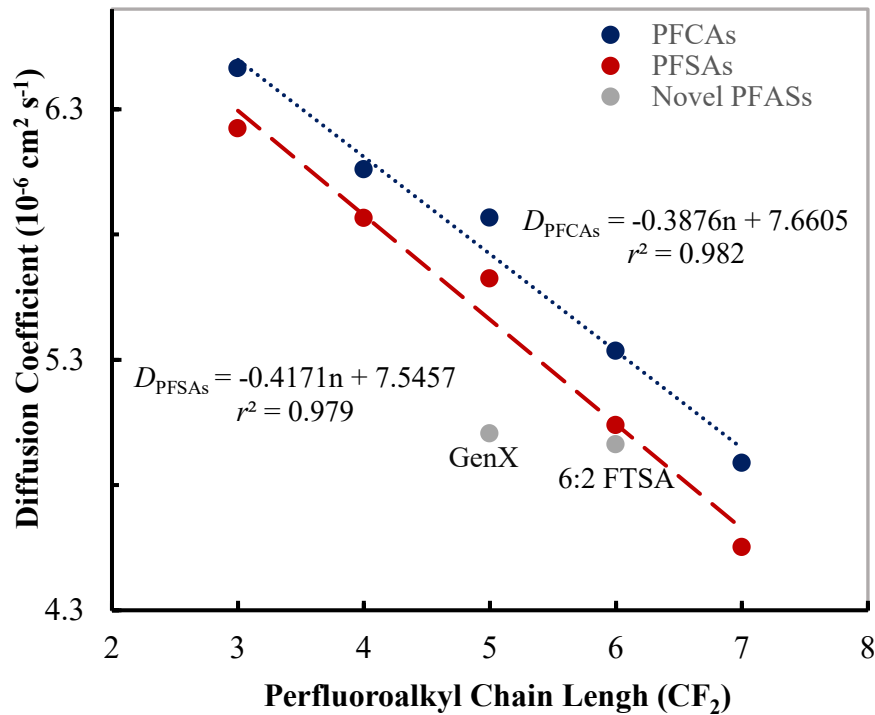 PFCAs
PFSAs
Novel PFASs
Diffusion Coefficient (10⁻⁶ cm² s⁻¹)
6.3
5.3
4.3
D_PFCAs = -0.3876n + 7.6605
r² = 0.982
D_PFSAs = -0.4171n + 7.5457
r² = 0.979
GenX
6:2 FTSA
2 3 4 5 6 7 8
Perfluoroalkyl Chain Lengh (CF₂)